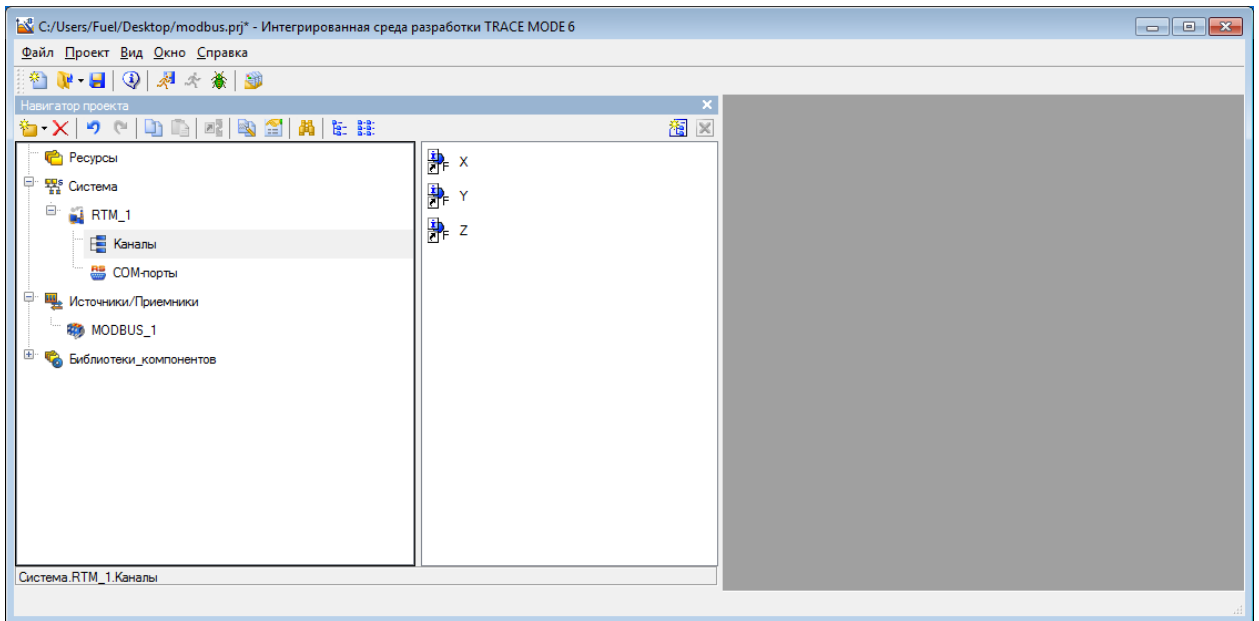 C:/Users/Fuel/Desktop/modbus.prj* - Интегрированная среда разработки TRACE MODE 6
Файл Проект Вид Окно Справка
Навигатор проекта
Ресурсы
Система
RTM_1
Каналы
COM-порты
Источники/Приемники
MODBUS_1
Библиотеки_компонентов
F X
F Y
F Z
Система.RTM_1.Каналы